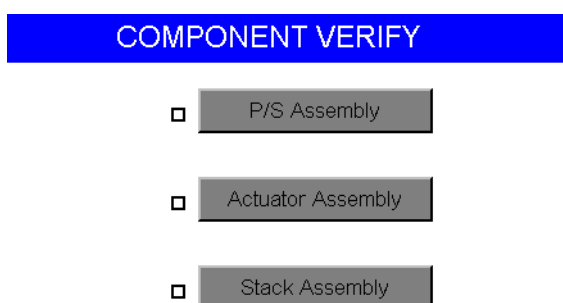 COMPONENT VERIFY
P/S Assembly
Actuator Assembly
Stack Assembly